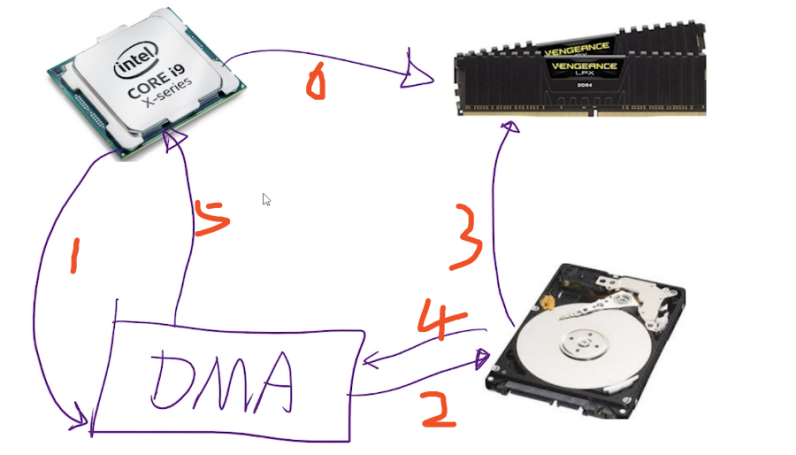 intel
CORE i9
X-series
0
VENGEANCE
VENGEANCE
LPX
DDR4
1
5
3
4
DMA
2